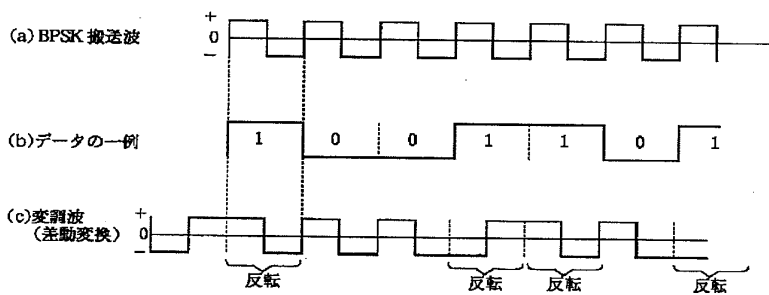 (a) BPSK 搬送波
+
0
−
(b)データの一例
1 0 0 1 1 0 1
(c)変調波
(差動変換)
+
0
−
反転 反転 反転 反転